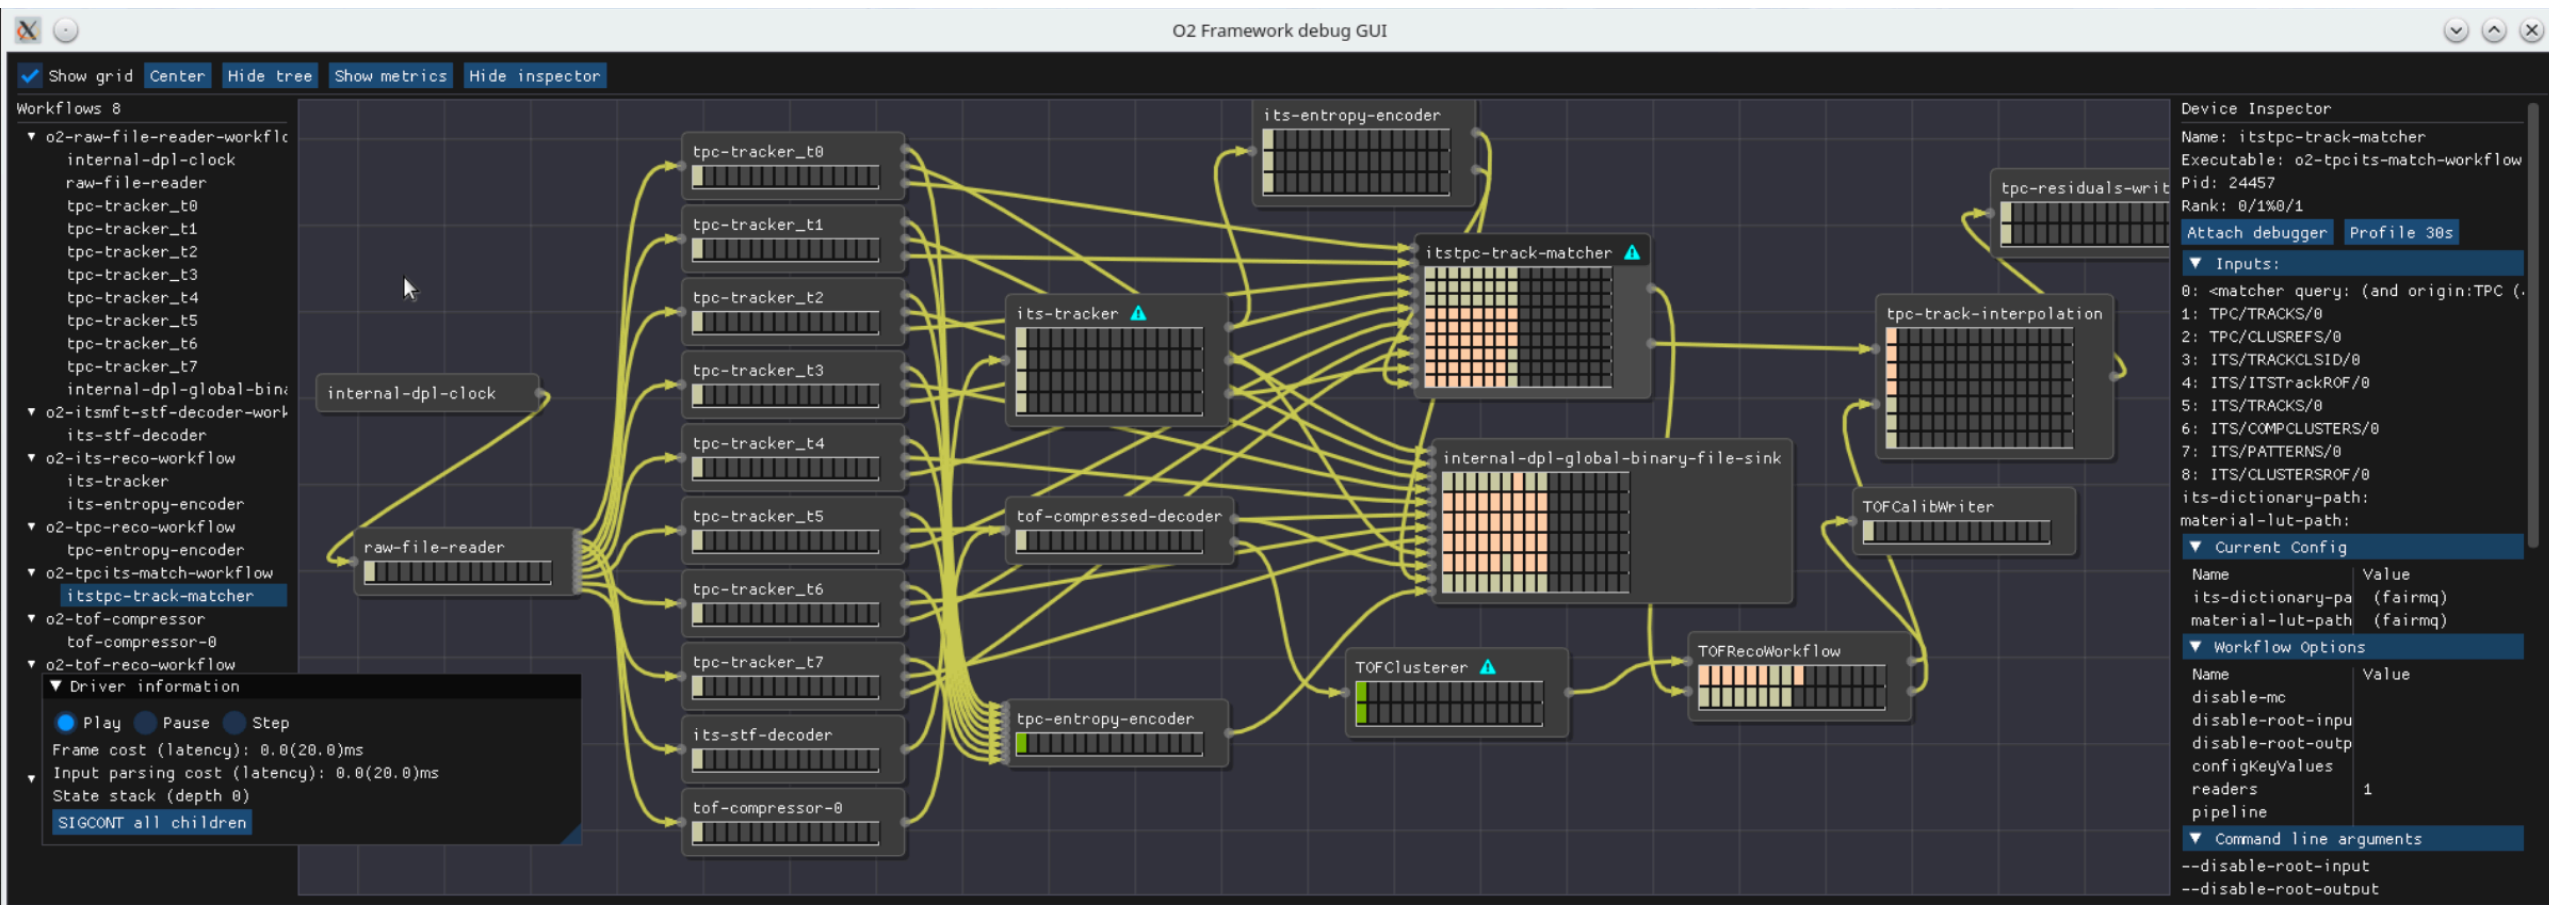 O2 Framework debug GUI
Show grid Center Hide tree Show metrics Hide inspector
Workflows 8
o2-raw-file-reader-workflo
internal-dpl-clock
raw-file-reader
tpc-tracker_t0
tpc-tracker_t1
tpc-tracker_t2
tpc-tracker_t3
tpc-tracker_t4
tpc-tracker_t5
tpc-tracker_t6
tpc-tracker_t7
internal-dpl-global-bina
o2-itsmft-stf-decoder-work
its-stf-decoder
o2-its-reco-workflow
its-tracker
its-entropy-encoder
o2-tpc-reco-workflow
tpc-entropy-encoder
o2-tpcits-match-workflow
itstpc-track-matcher
o2-tof-compressor
tof-compressor-0
o2-tof-reco-workflow
Driver information
Play Pause Step
Frame cost (latency): 0.0(20.0)ms
Input parsing cost (latency): 0.0(20.0)ms
State stack (depth 0)
SIGCONT all children
internal-dpl-clock
raw-file-reader
tpc-tracker_t0
tpc-tracker_t1
tpc-tracker_t2
tpc-tracker_t3
tpc-tracker_t4
tpc-tracker_t5
tpc-tracker_t6
tpc-tracker_t7
its-stf-decoder
tof-compressor-0
its-tracker
tof-compressed-decoder
tpc-entropy-encoder
its-entropy-encoder
itstpc-track-matcher
internal-dpl-global-binary-file-sink
TOFClusterer
TOFRecoWorkflow
TOFCalibWriter
tpc-track-interpolation
tpc-residuals-writ
Device Inspector
Name: itstpc-track-matcher
Executable: o2-tpcits-match-workflow
Pid: 24457
Rank: 0/1%0/1
Attach debugger Profile 30s
Inputs:
0: <matcher query: (and origin:TPC (
1: TPC/TRACKS/0
2: TPC/CLUSREFS/0
3: ITS/TRACKCLSID/0
4: ITS/ITSTrackROF/0
5: ITS/TRACKS/0
6: ITS/COMPCLUSTERS/0
7: ITS/PATTERNS/0
8: ITS/CLUSTERSROF/0
its-dictionary-path:
material-lut-path:
Current Config
Name Value
its-dictionary-pa (fairmq)
material-lut-path (fairmq)
Workflow Options
Name Value
disable-mc
disable-root-inpu
disable-root-outp
configKeyValues
readers 1
pipeline
Command line arguments
--disable-root-input
--disable-root-output